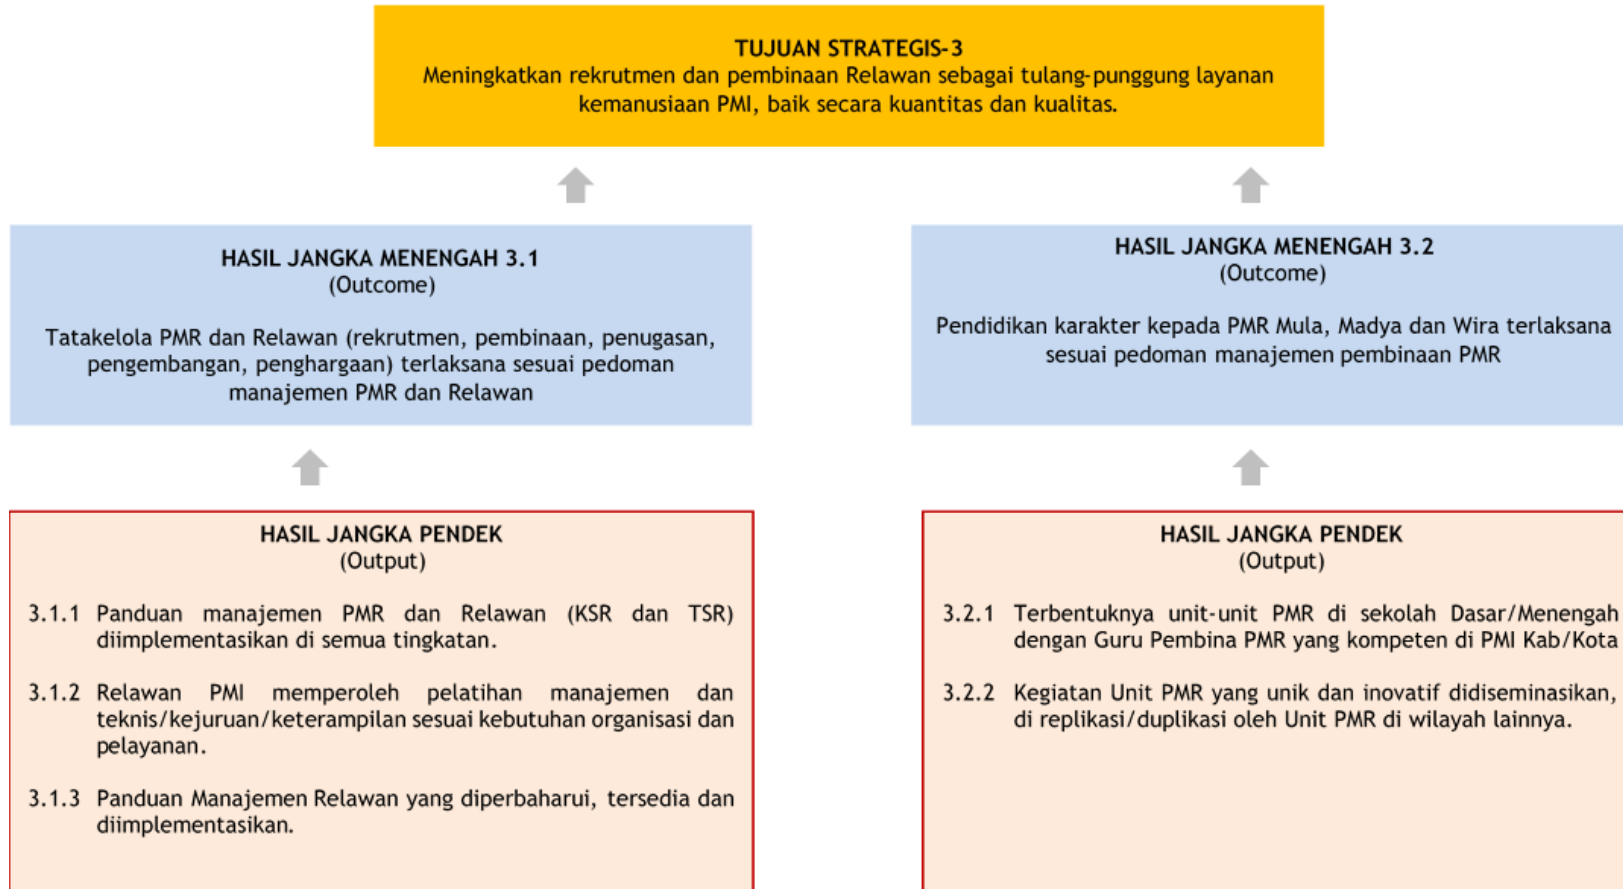 TUJUAN STRATEGIS-3
Meningkatkan rekrutmen dan pembinaan Relawan sebagai tulang-punggung layanan
kemanusiaan PMI, baik secara kuantitas dan kualitas.
HASIL JANGKA MENENGAH 3.1
(Outcome)
Tatakelola PMR dan Relawan (rekrutmen, pembinaan, penugasan,
pengembangan, penghargaan) terlaksana sesuai pedoman
manajemen PMR dan Relawan
HASIL JANGKA MENENGAH 3.2
(Outcome)
Pendidikan karakter kepada PMR Mula, Madya dan Wira terlaksana
sesuai pedoman manajemen pembinaan PMR
HASIL JANGKA PENDEK
(Output)
3.1.1 Panduan manajemen PMR dan Relawan (KSR dan TSR)
diimplementasikan di semua tingkatan.
3.1.2 Relawan PMI memperoleh pelatihan manajemen dan
teknis/kejuruan/keterampilan sesuai kebutuhan organisasi dan
pelayanan.
3.1.3 Panduan Manajemen Relawan yang diperbaharui, tersedia dan
diimplementasikan.
HASIL JANGKA PENDEK
(Output)
3.2.1 Terbentuknya unit-unit PMR di sekolah Dasar/Menengah
dengan Guru Pembina PMR yang kompeten di PMI Kab/Kota
3.2.2 Kegiatan Unit PMR yang unik dan inovatif didiseminasikan,
di replikasi/duplikasi oleh Unit PMR di wilayah lainnya.